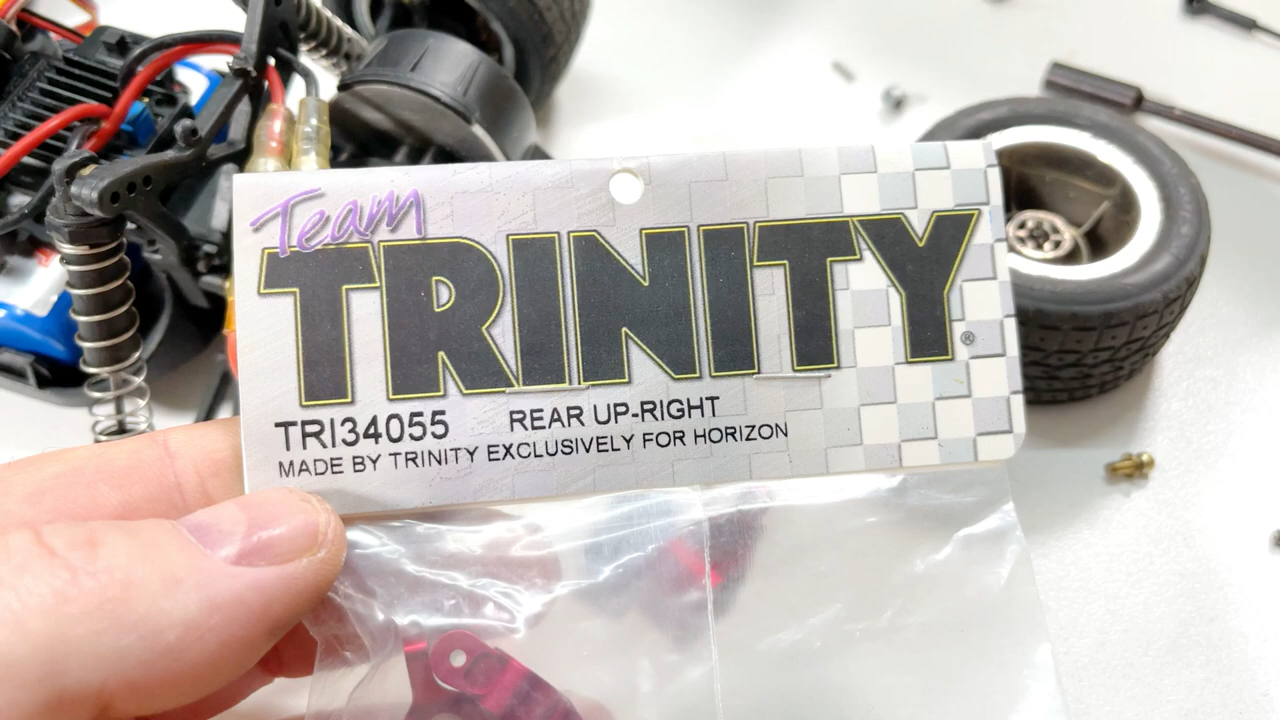 Team
TRINITY®
TRI34055 REAR UP-RIGHT
MADE BY TRINITY EXCLUSIVELY FOR HORIZON